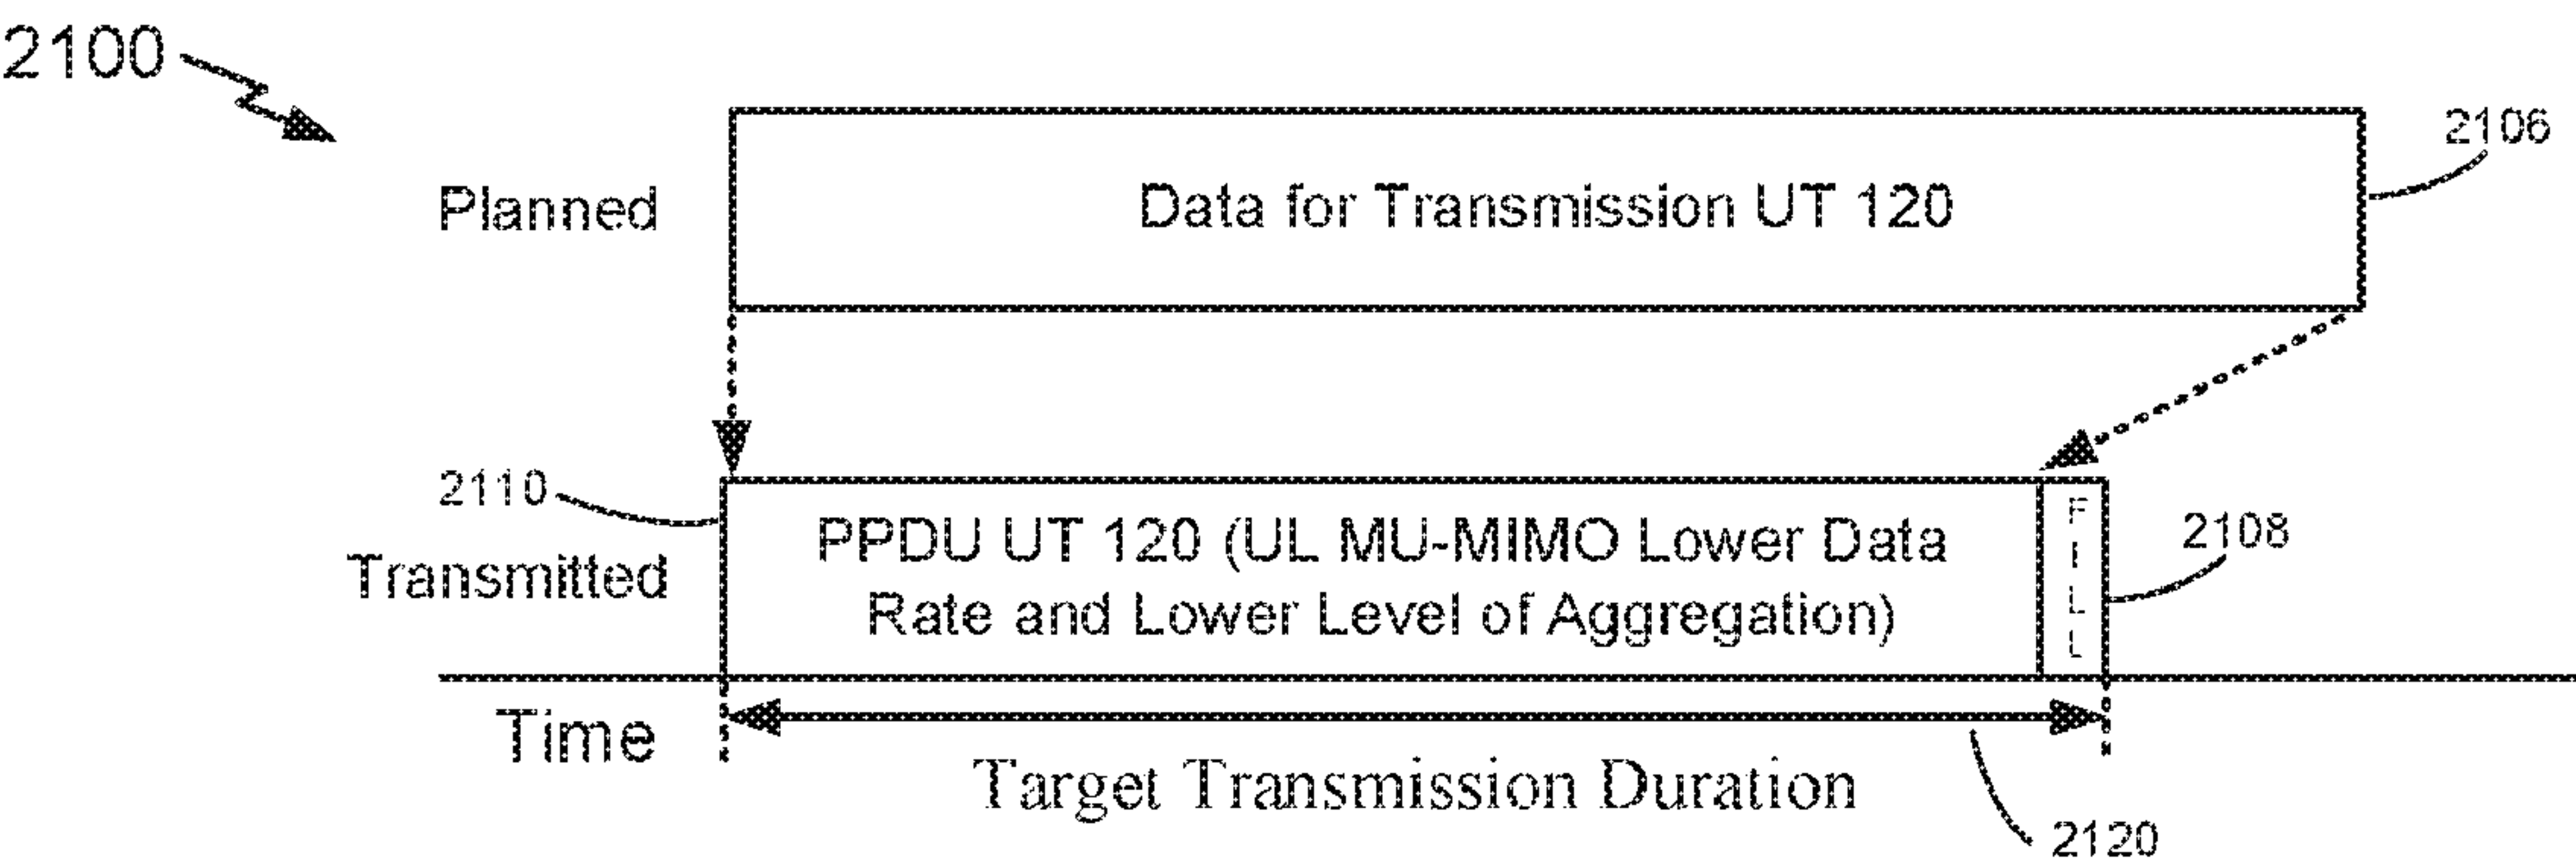 2100
2106
Planned
Data for Transmission UT 120
2110
PPDU UT 120 (UL MU-MIMO Lower Data
Rate and Lower Level of Aggregation)
FILL
2108
Transmitted
Time
Target Transmission Duration
2120